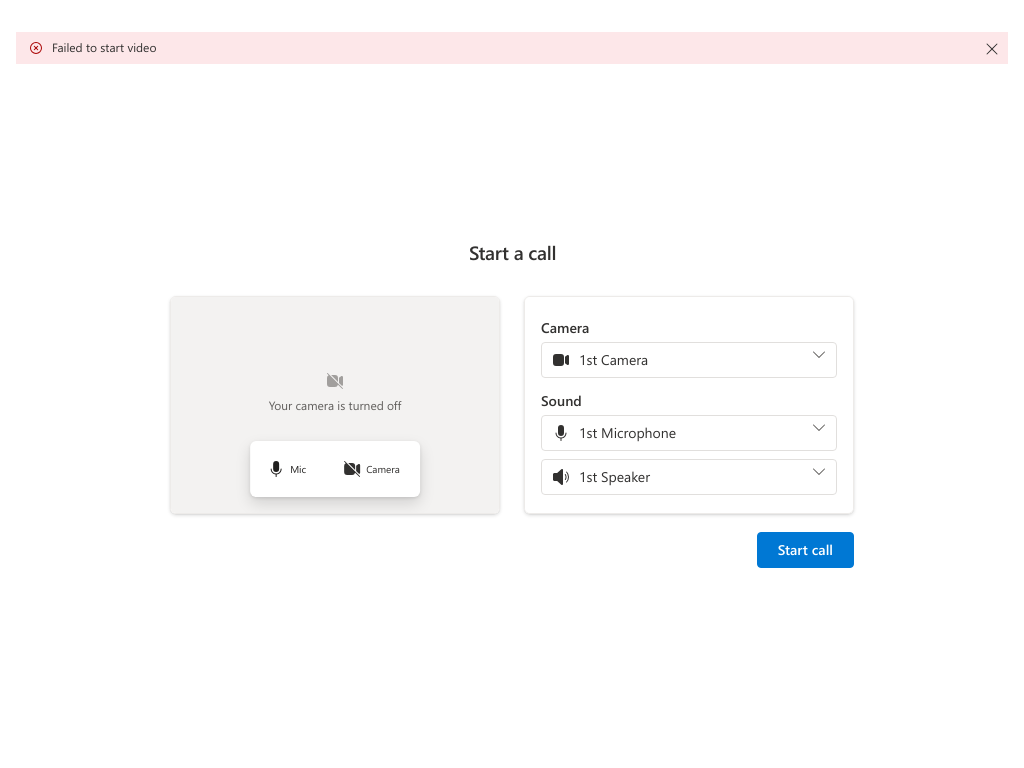 Failed to start video
Start a call
Your camera is turned off
Mic
Camera
Camera
1st Camera
Sound
1st Microphone
1st Speaker
Start call